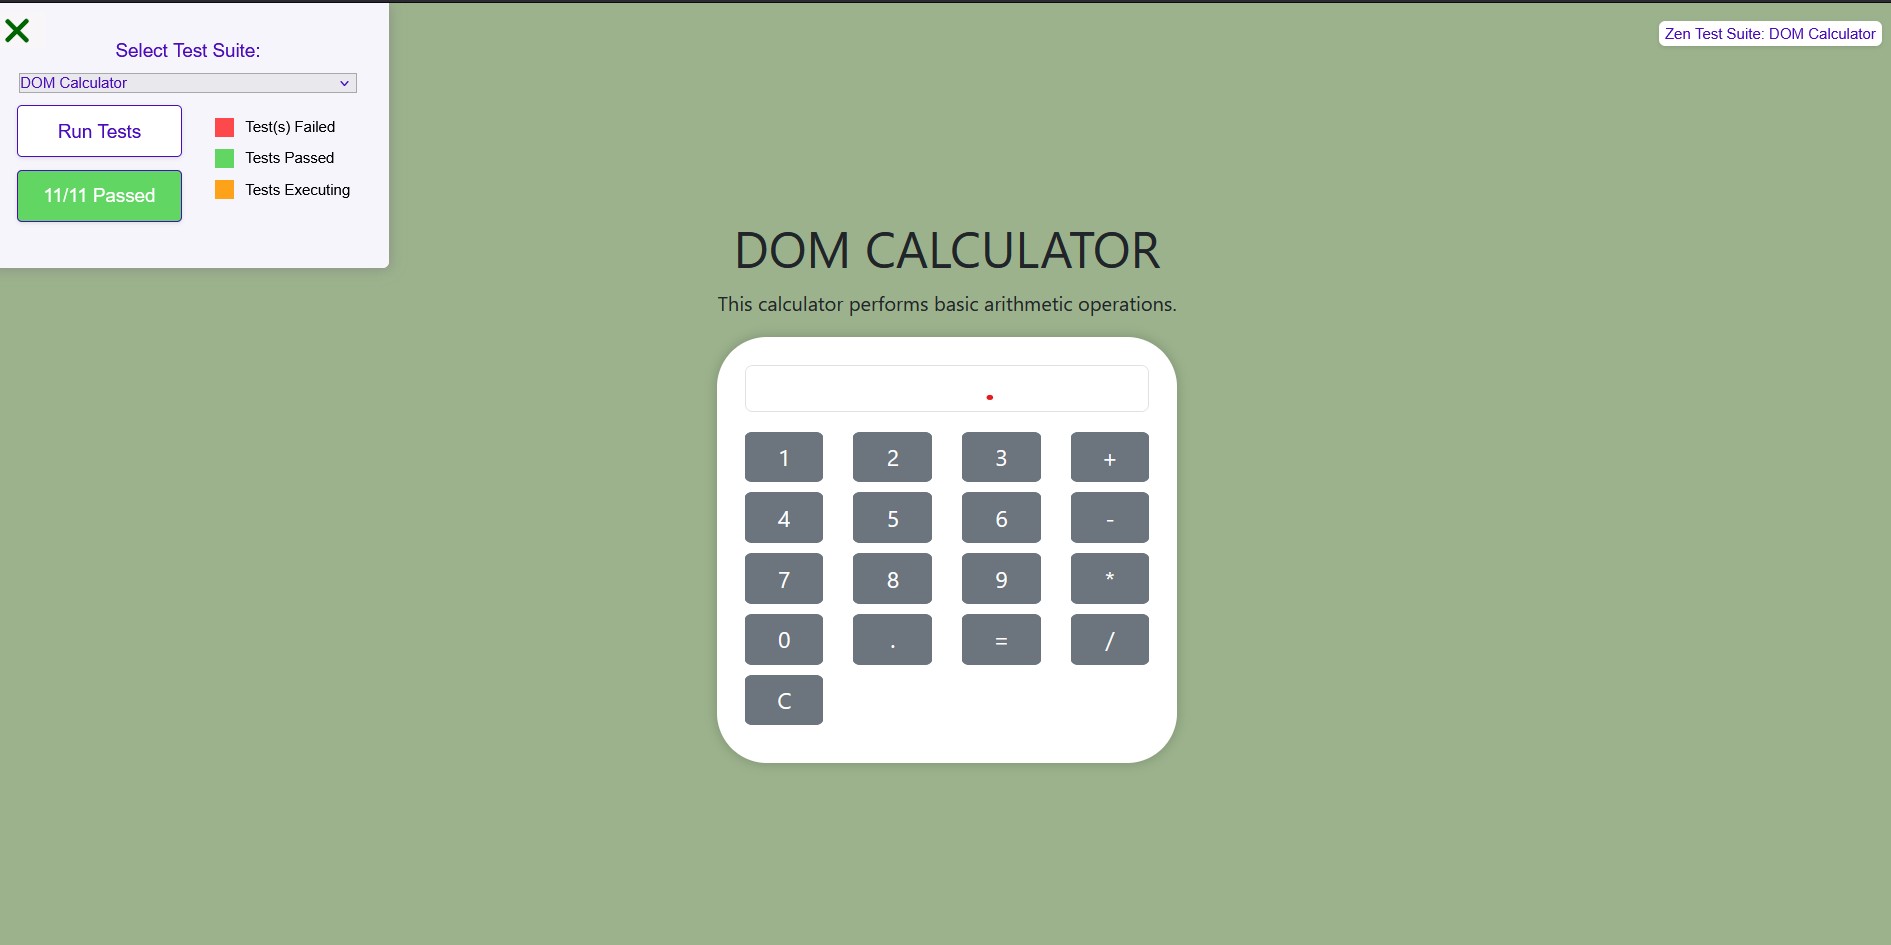 Select Test Suite:
DOM Calculator
Run Tests
11/11 Passed
Test(s) Failed
Tests Passed
Tests Executing
Zen Test Suite: DOM Calculator
DOM CALCULATOR
This calculator performs basic arithmetic operations.
.
1 2 3 +
4 5 6 -
7 8 9 *
0 . = /
C